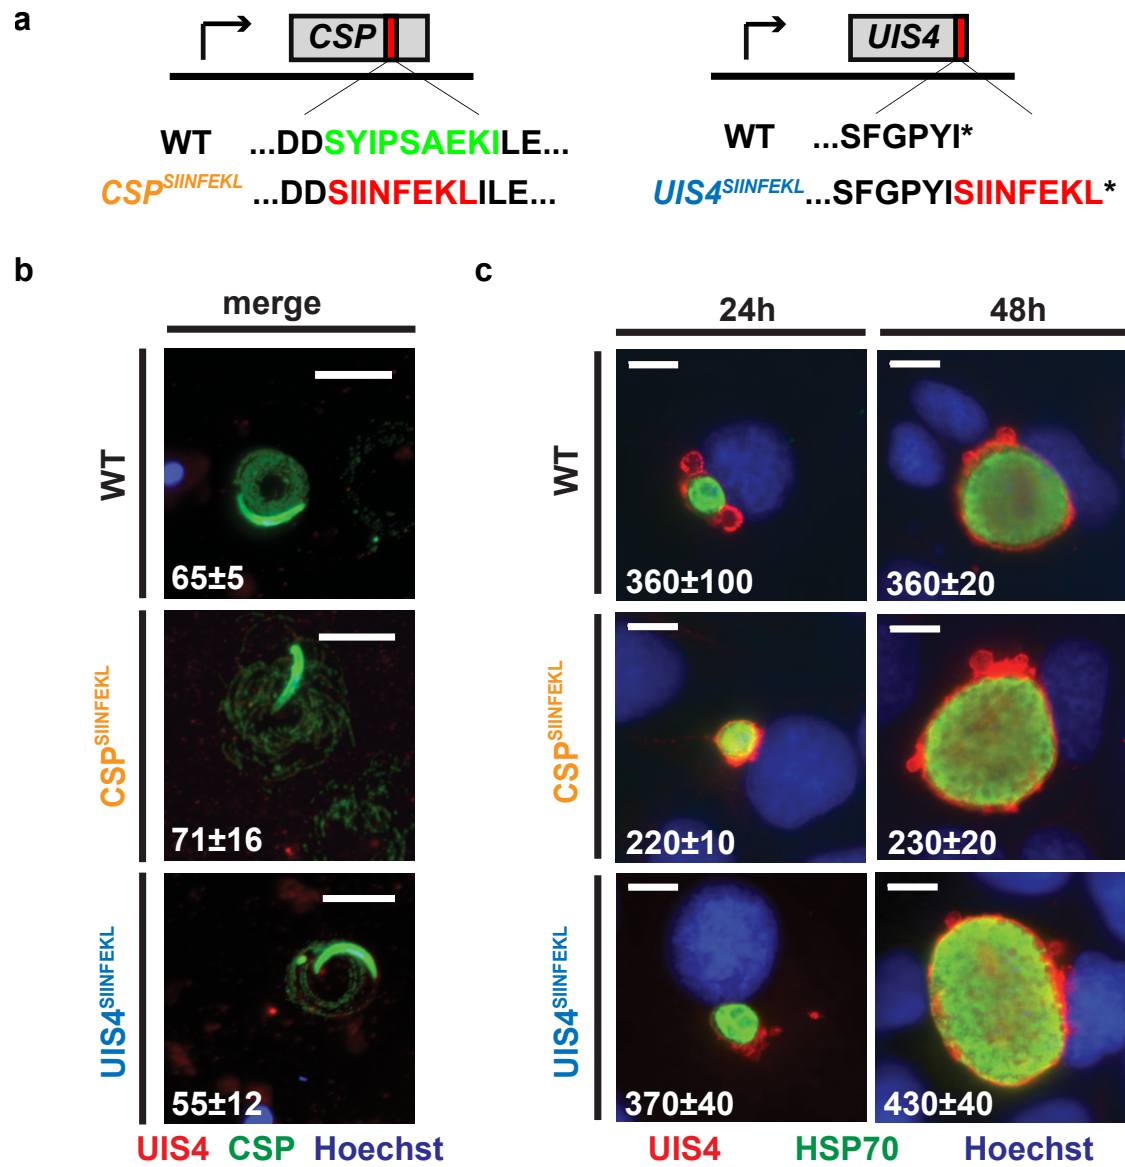 a
CSP
UIS4
WT ...DDSYIPSAEKILE...
WT ...SFGPYI*
CSP^SIINFEKL ...DDSIINFEKLILE...
UIS4^SIINFEKL ...SFGPYISIINFEKL*
b
merge
WT
65±5
CSP^SIINFEKL
71±16
UIS4^SIINFEKL
55±12
UIS4 CSP Hoechst
c
24h 48h
WT
360±100 360±20
CSP^SIINFEKL
220±10 230±20
UIS4^SIINFEKL
370±40 430±40
UIS4 HSP70 Hoechst